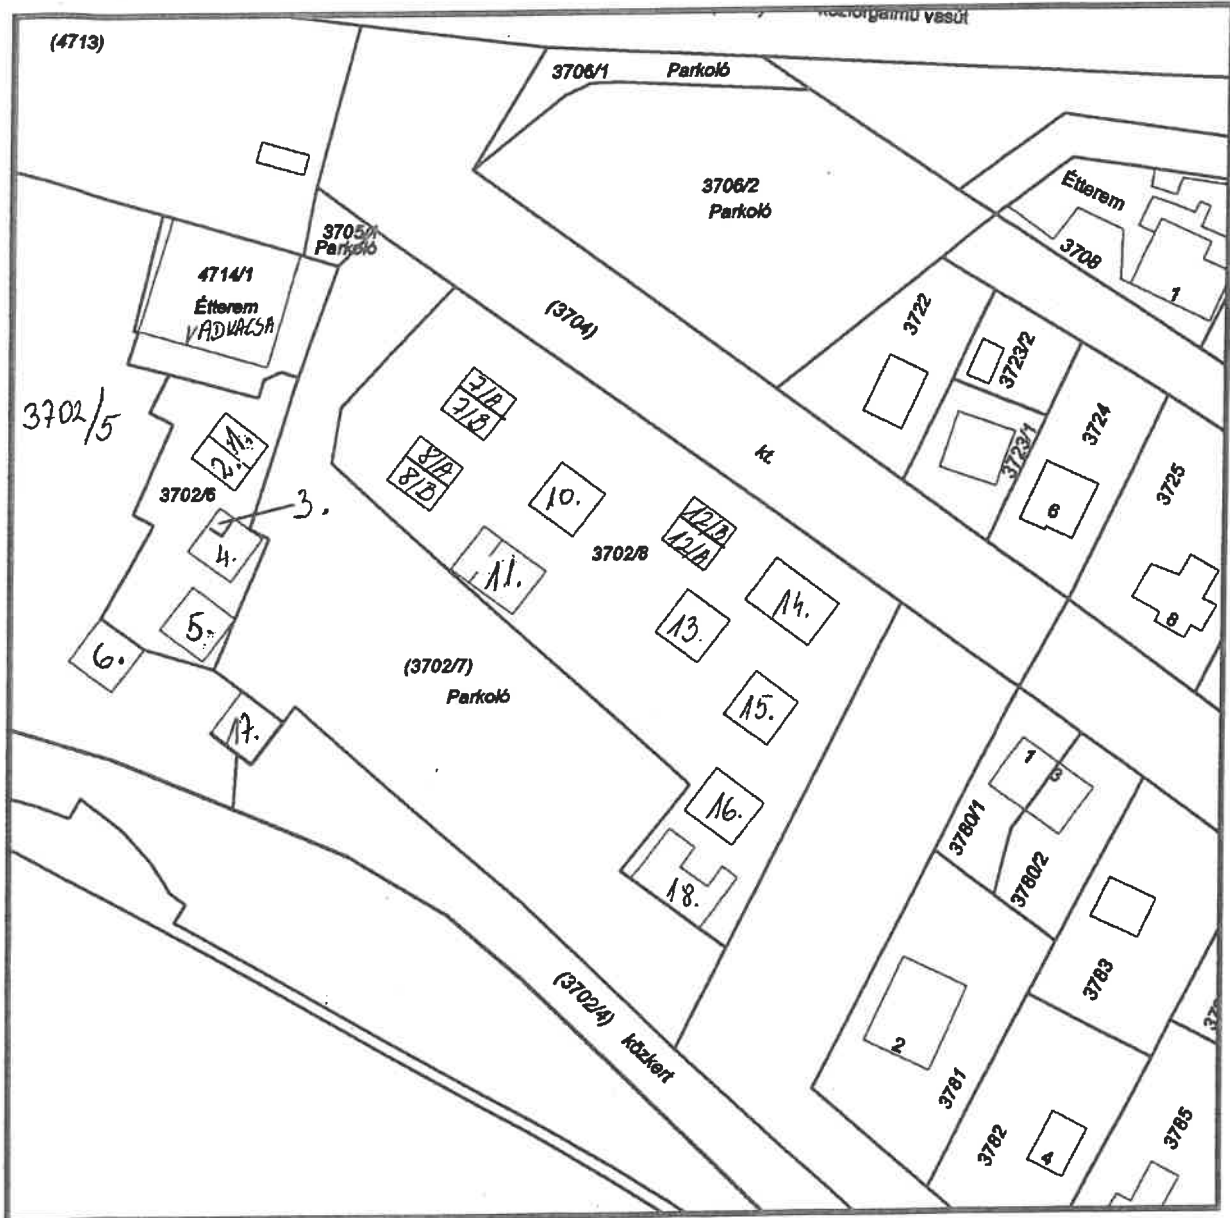 (4713)
közforgalmú vasút
3706/1 Parkoló
3706/2
Parkoló
Étterem
3708
1
3705/1
Parkoló
4714/1
Étterem
VADKACSA
(3704)
kt.
3722
3723/2
3723/1
3724
6
3725
8
3702/5
1.
2.
3702/6
3.
4.
5.
6.
7/A
7/B
8/A
8/B
10.
11.
3702/8
12/B
12/A
13.
14.
15.
16.
17.
18.
(3702/7)
Parkoló
(3702/4) közkert
3780/1
1
3
3780/2
3783
2
3781
3782
4
3785